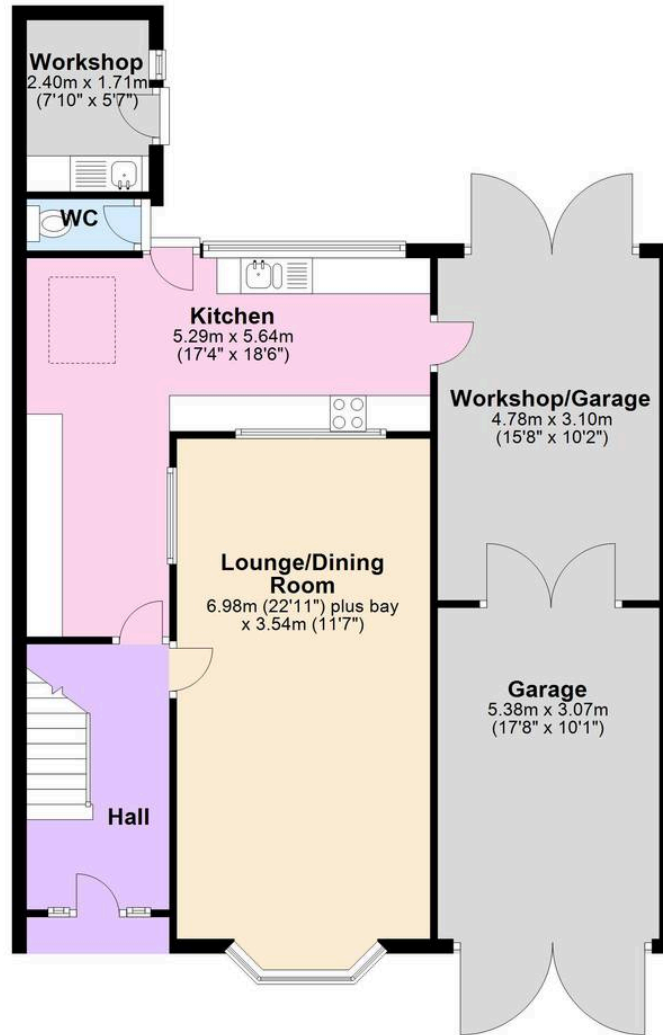 Workshop
2.40m x 1.71m
(7'10" x 5'7")
WC
Kitchen
5.29m x 5.64m
(17'4" x 18'6")
Workshop/Garage
4.78m x 3.10m
(15'8" x 10'2")
Lounge/Dining
Room
6.98m (22'11") plus bay
x 3.54m (11'7")
Garage
5.38m x 3.07m
(17'8" x 10'1")
Hall